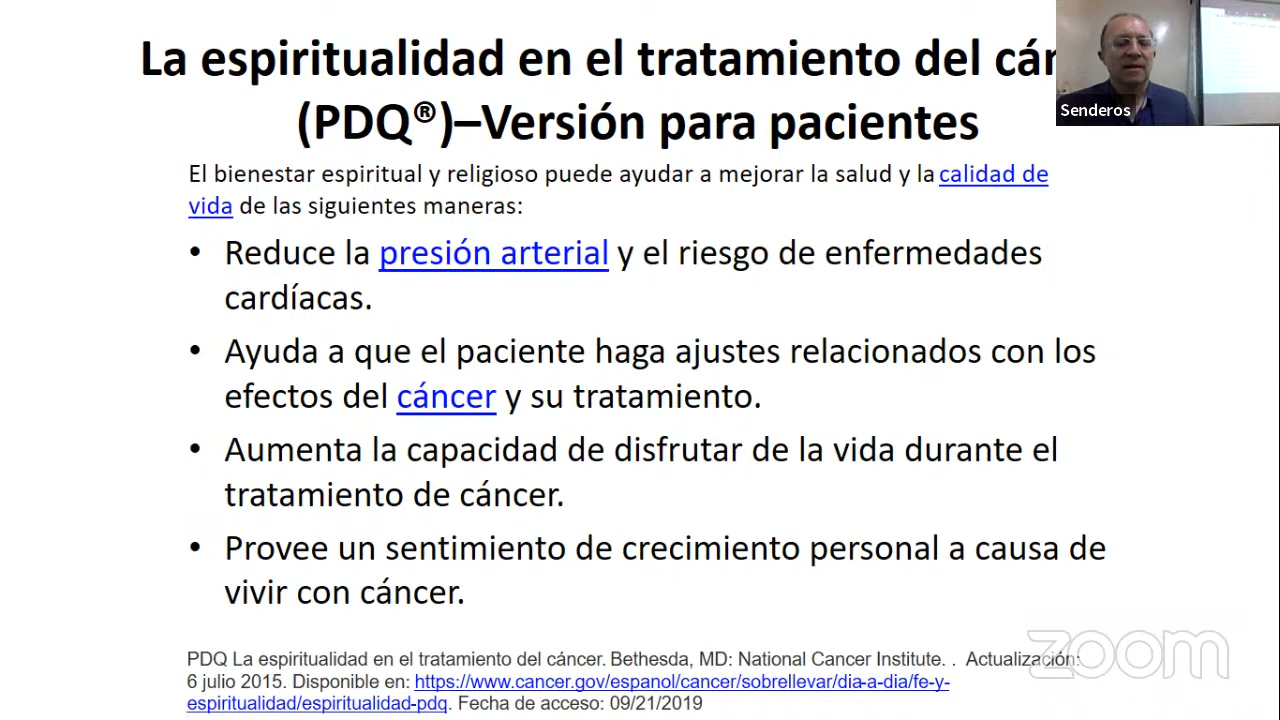 La espiritualidad en el tratamiento del
(PDQ®)–Versión para pacientes
Senderos
El bienestar espiritual y religioso puede ayudar a mejorar la salud y la calidad de
vida de las siguientes maneras:
• Reduce la presión arterial y el riesgo de enfermedades
cardíacas.
• Ayuda a que el paciente haga ajustes relacionados con los
efectos del cáncer y su tratamiento.
• Aumenta la capacidad de disfrutar de la vida durante el
tratamiento de cáncer.
• Provee un sentimiento de crecimiento personal a causa de
vivir con cáncer.
zoom
PDQ La espiritualidad en el tratamiento del cáncer. Bethesda, MD: National Cancer Institute. . Actualización:
6 julio 2015. Disponible en: https://www.cancer.gov/espanol/cancer/sobrellevar/dia-a-dia/fe-y-
espiritualidad/espiritualidad-pdq. Fecha de acceso: 09/21/2019